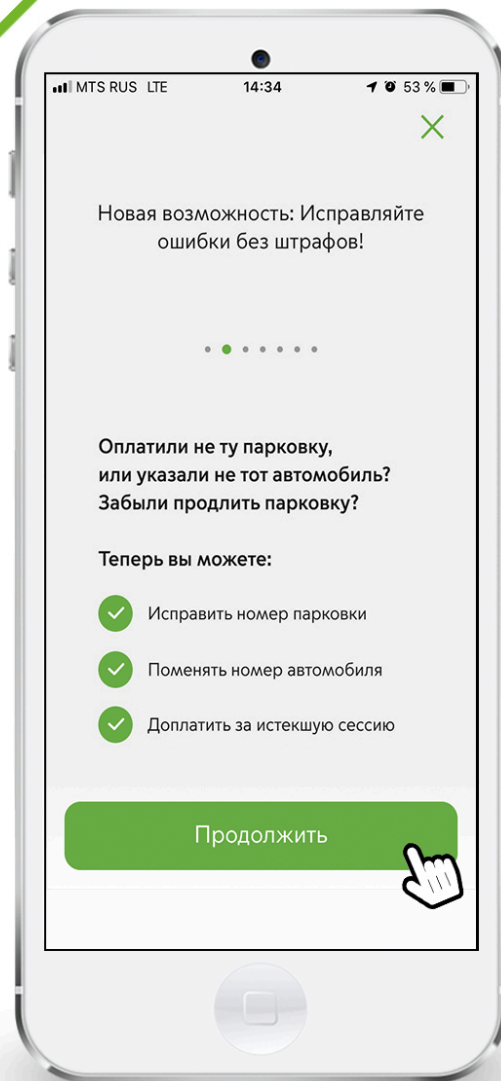 MTS RUS LTE 14:34 53 %
Новая возможность: Исправляйте
ошибки без штрафов!
Оплатили не ту парковку,
или указали не тот автомобиль?
Забыли продлить парковку?
Теперь вы можете:
Исправить номер парковки
Поменять номер автомобиля
Доплатить за истекшую сессию
Продолжить